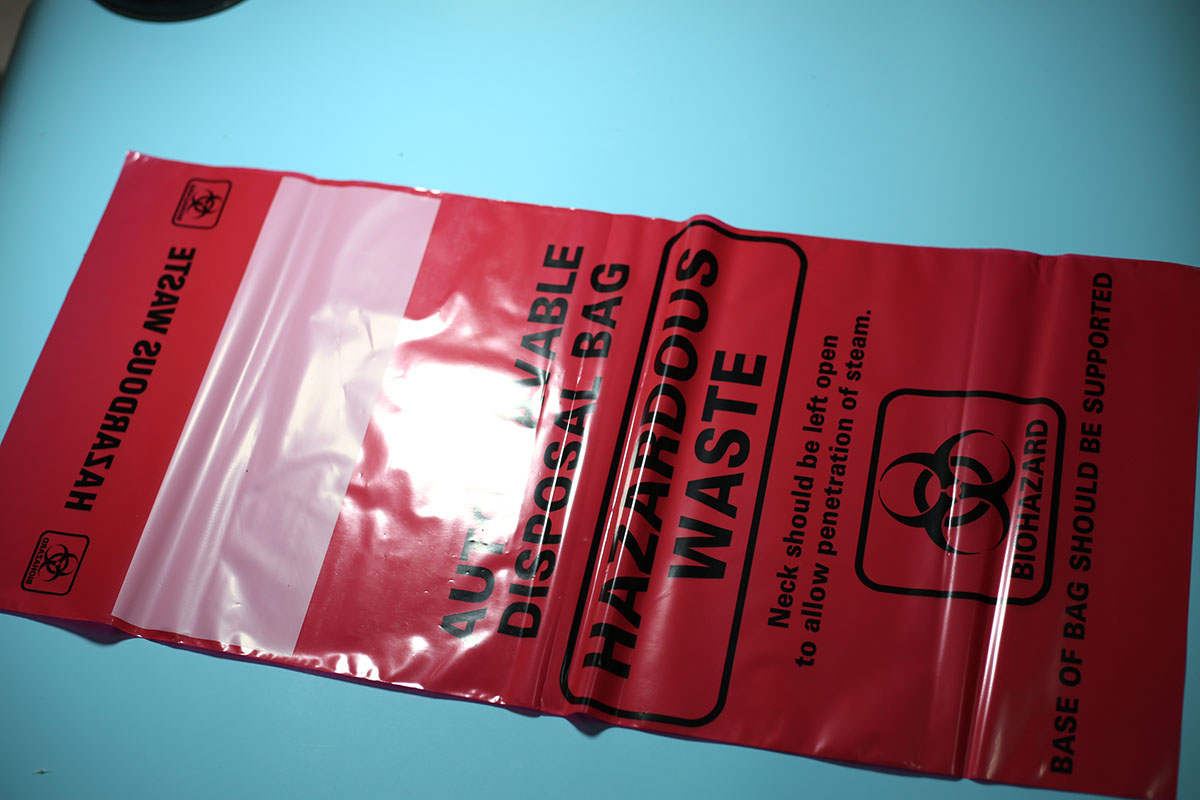 DISPOSAL BAG
HAZARDOUS
WASTE
Neck should be left open
to allow penetration of steam.
BIOHAZARD
BASE OF BAG SHOULD BE SUPPORTED
HAZARDOUS WASTE
BIOHAZARD